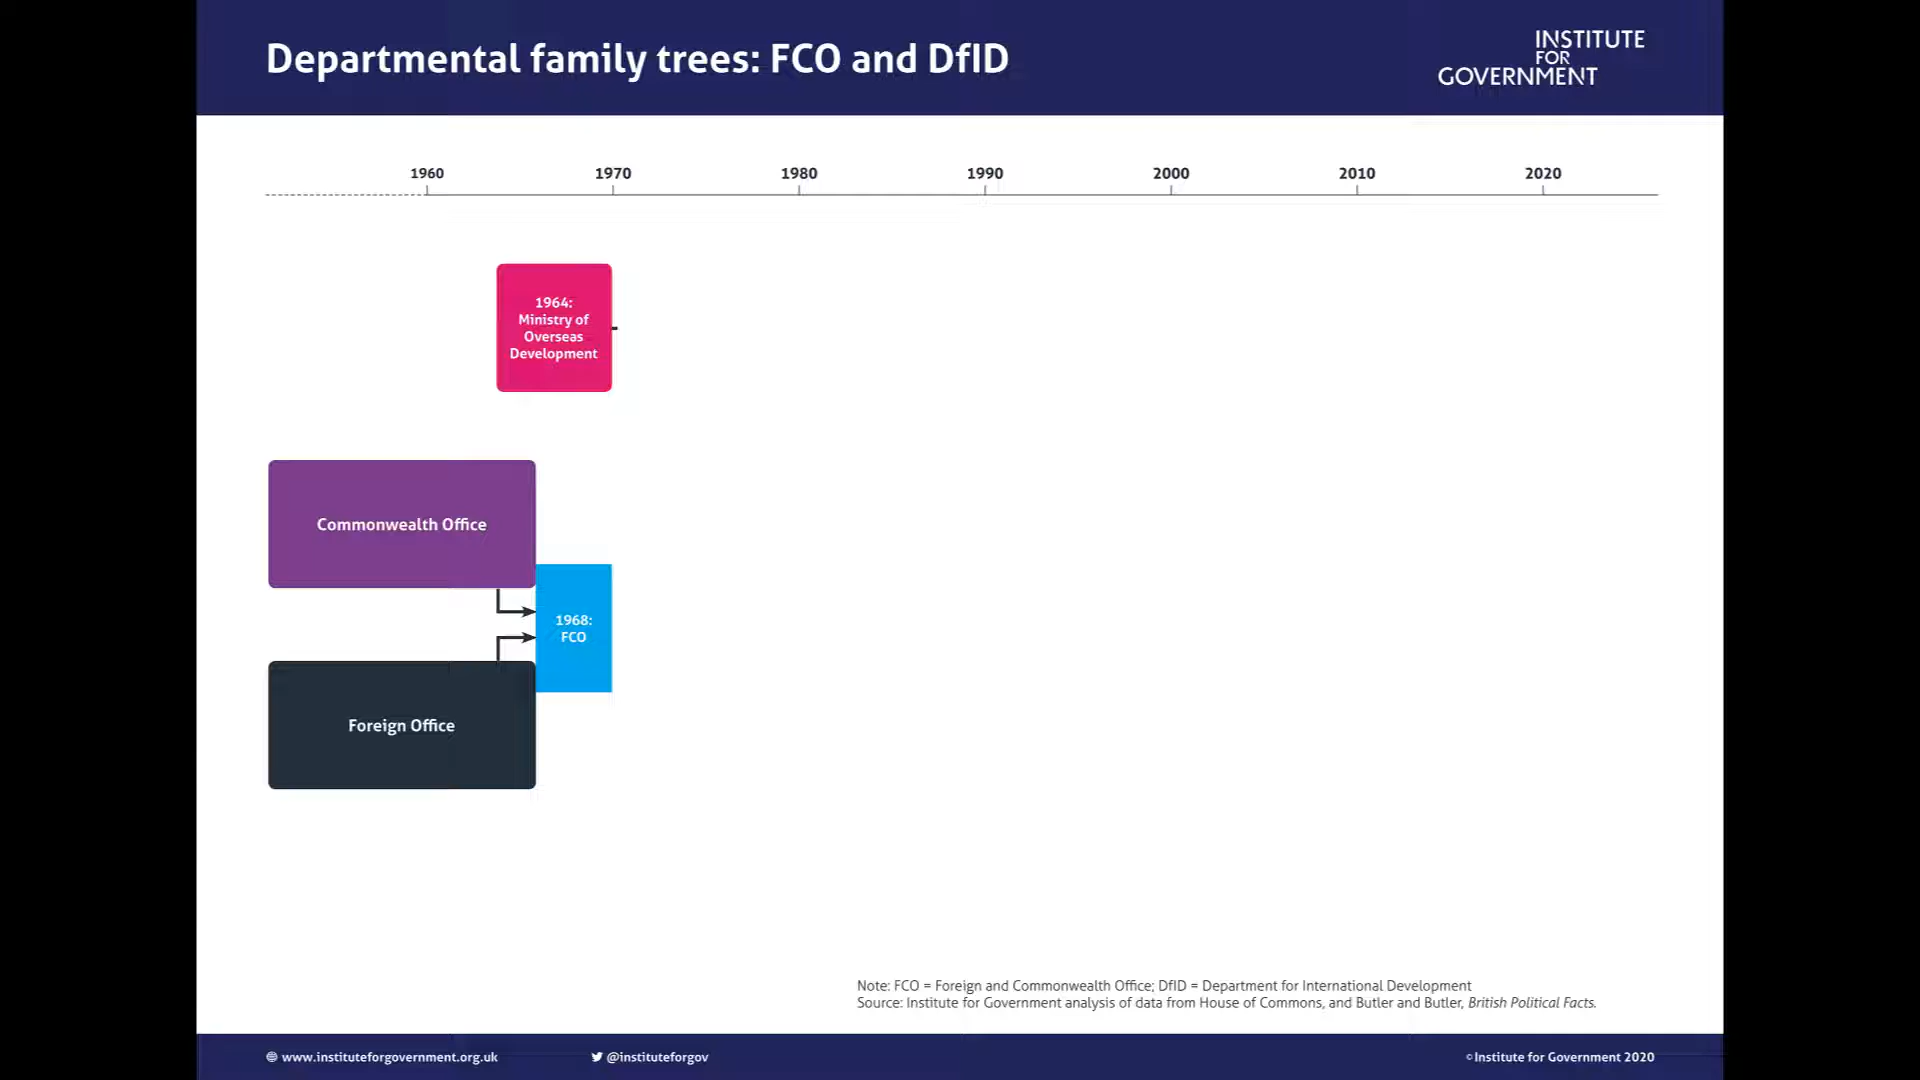 Departmental family trees: FCO and DfID
INSTITUTE
FOR
GOVERNMENT
1960 1970 1980 1990 2000 2010 2020
1964:
Ministry of
Overseas
Development
Commonwealth Office
1968:
FCO
Foreign Office
Note: FCO = Foreign and Commonwealth Office; DfID = Department for International Development
Source: Institute for Government analysis of data from House of Commons, and Butler and Butler, British Political Facts.
www.instituteforgovernment.org.uk @instituteforgov © Institute for Government 2020